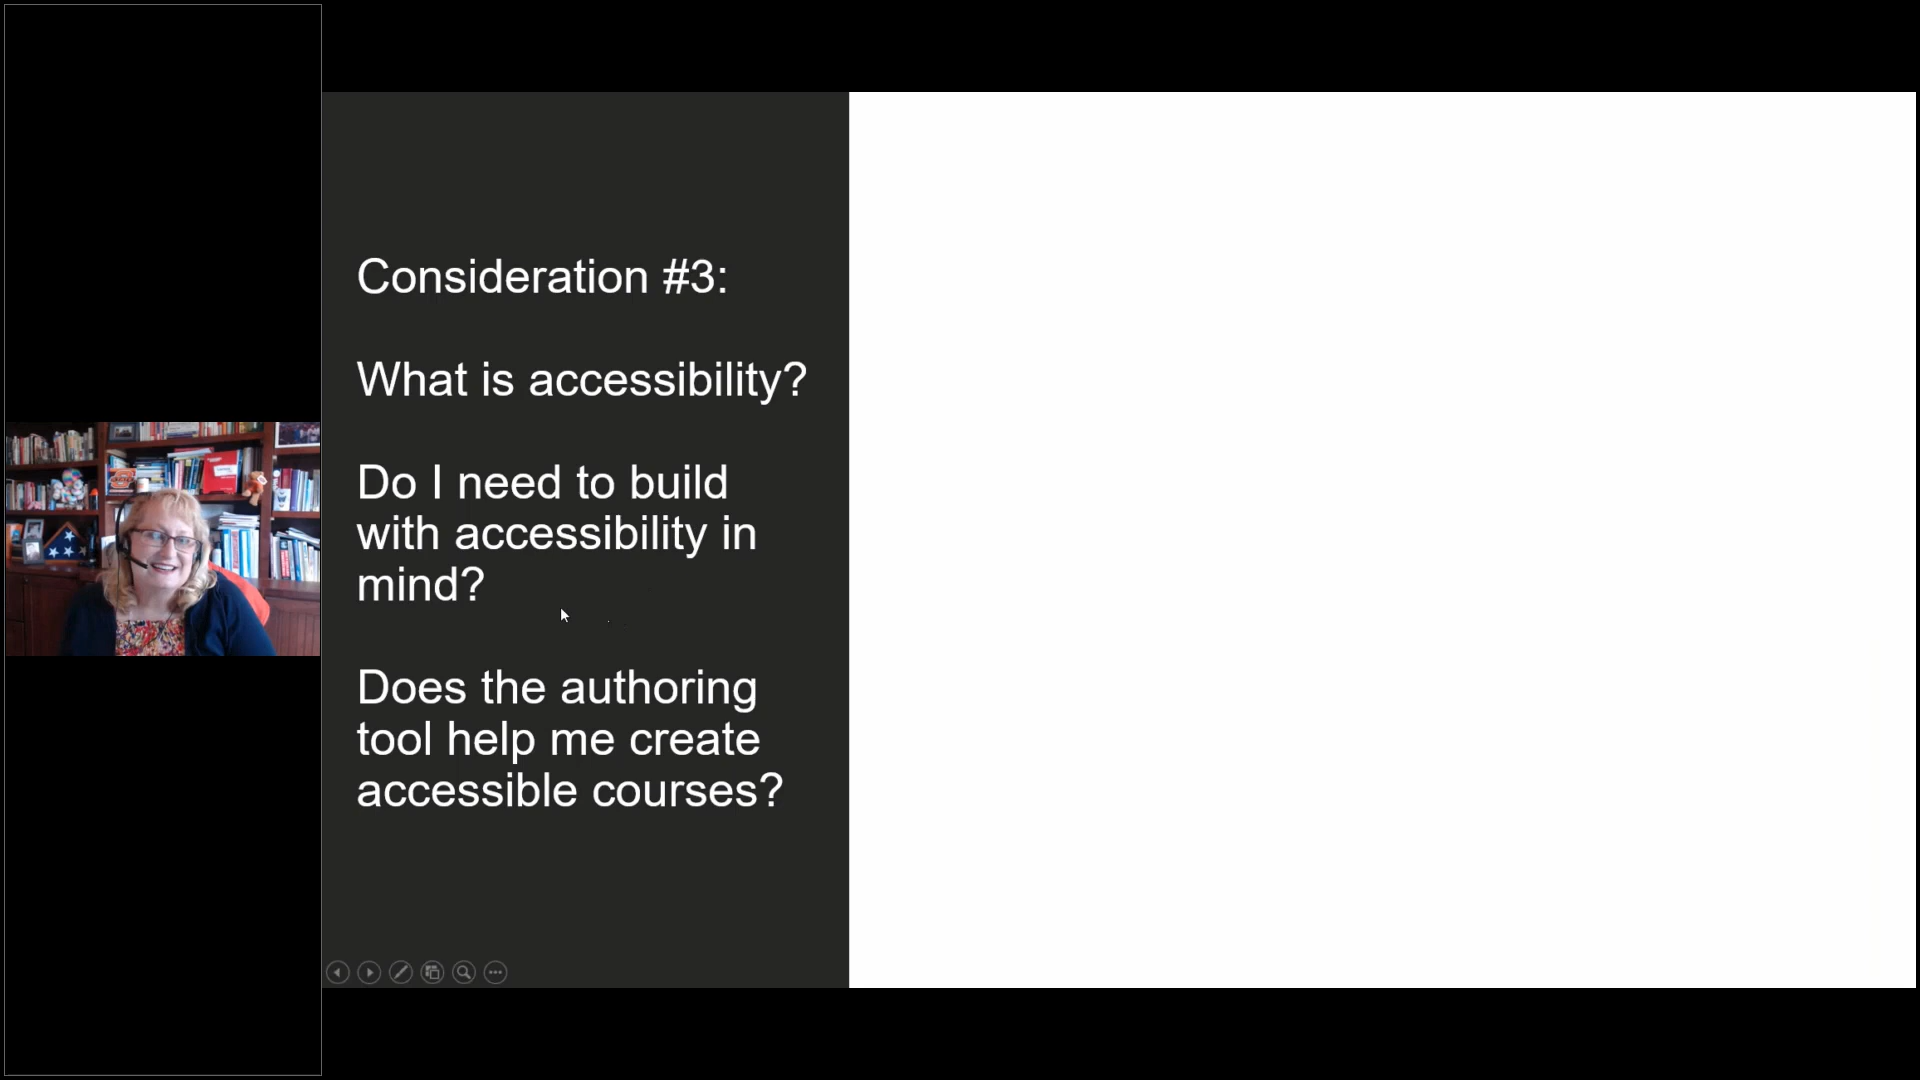 Consideration #3:
What is accessibility?
Do I need to build
with accessibility in
mind?
Does the authoring
tool help me create
accessible courses?